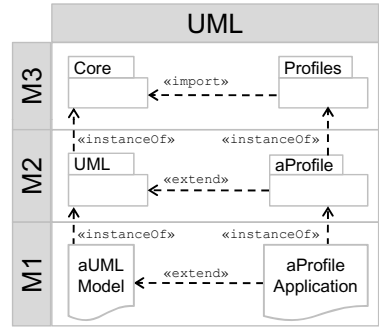 UML
M3
Core
«import»
Profiles
«instanceOf»
«instanceOf»
M2
UML
«extend»
aProfile
«instanceOf»
«instanceOf»
M1
aUML
Model
«extend»
aProfile
Application